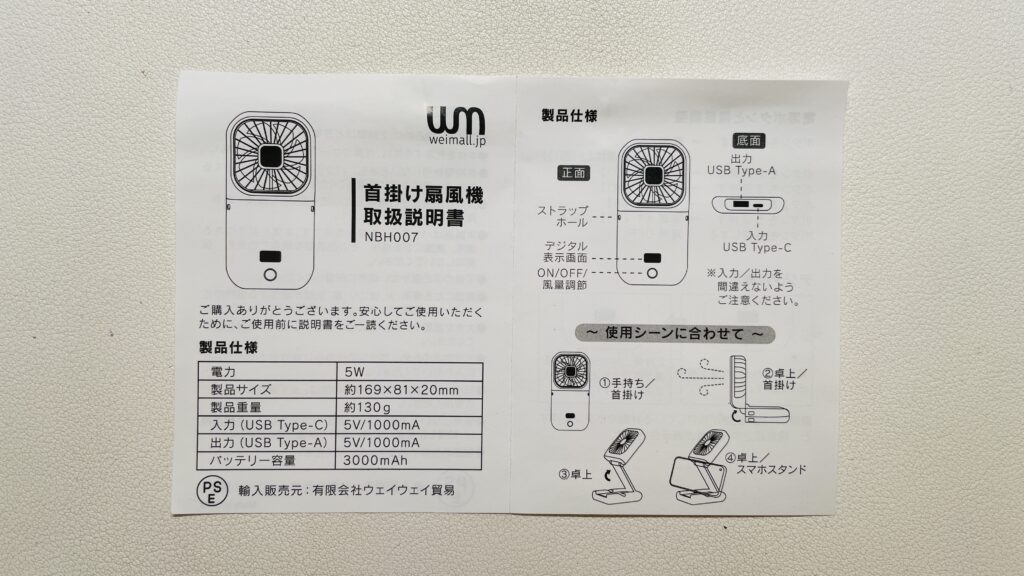 wm
weimall.jp
首掛け扇風機
取扱説明書
NBH007
ご購入ありがとうございます。安心してご使用いただく
ために、ご使用前に説明書をご一読ください。
製品仕様
電力 5W
製品サイズ 約169×81×20mm
製品重量 約130g
入力（USB Type-C） 5V/1000mA
出力（USB Type-A） 5V/1000mA
バッテリー容量 3000mAh
PS
E
輸入販売元：有限会社ウェイウェイ貿易
製品仕様
正面
ストラップ
ホール
デジタル
表示画面
ON/OFF/
風量調節
底面
出力
USB Type-A
入力
USB Type-C
※入力／出力を
間違えないよう
ご注意ください。
～ 使用シーンに合わせて ～
①手持ち／
首掛け
②卓上／
首掛け
③卓上
④卓上／
スマホスタンド